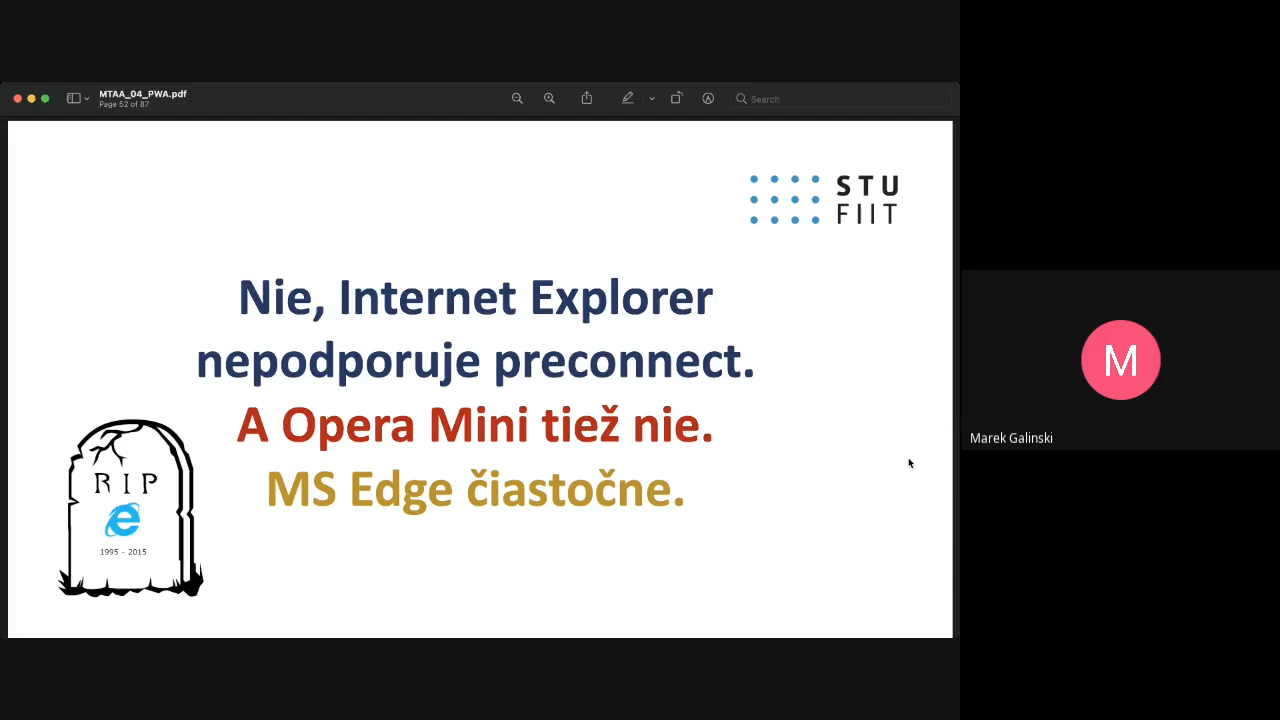 MTAA_04_PWA.pdf
Page 52 of 87
Search
STU
FIIT
Nie, Internet Explorer
nepodporuje preconnect.
A Opera Mini tiež nie.
MS Edge čiastočne.
RIP
e
1995 - 2015
M
Marek Galinski